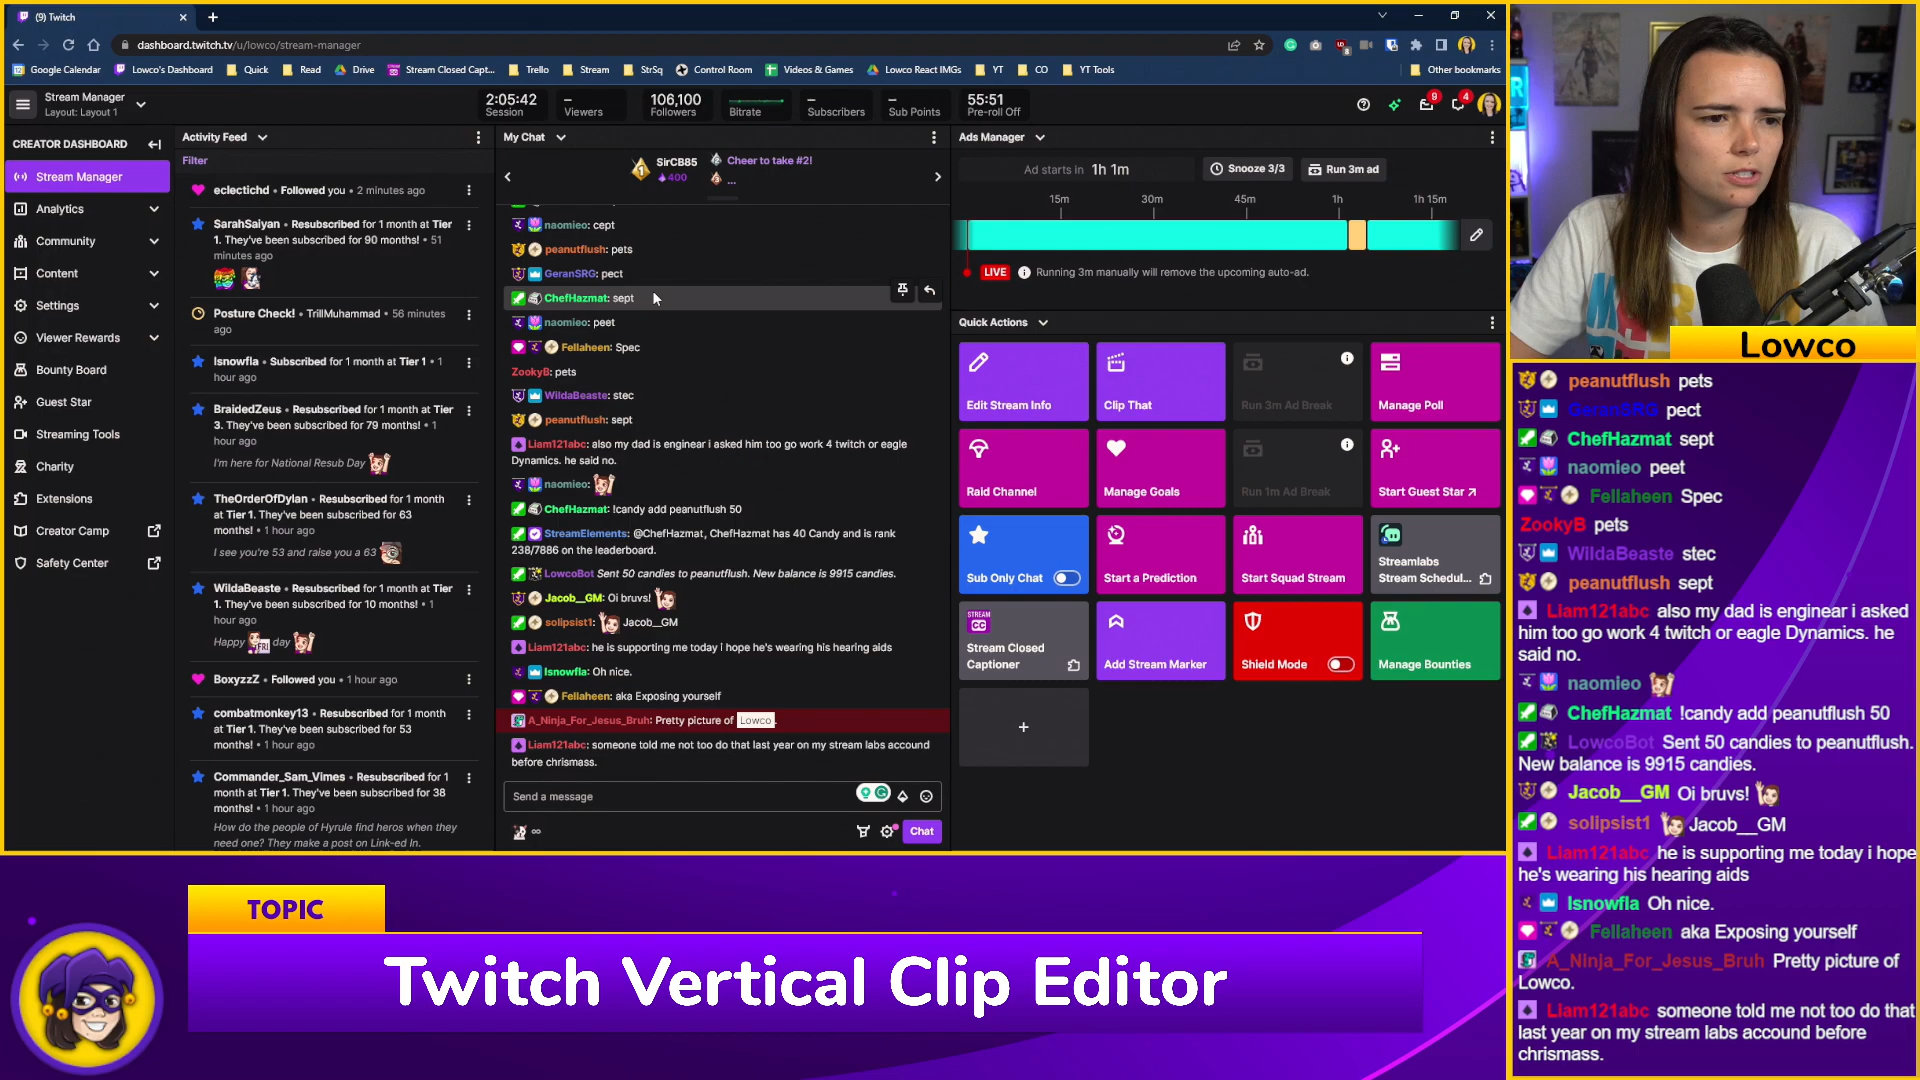 (9) Twitch
dashboard.twitch.tv/u/lowco/stream-manager
Google Calendar
Lowco's Dashboard
Quick
Read
Drive
Stream Closed Capt...
Trello
Stream
StrSq
Control Room
Videos & Games
Lowco React IMGs
YT
CO
YT Tools
Other bookmarks
Stream Manager
Layout: Layout 1
2:05:42
Session
–
Viewers
106,100
Followers
Bitrate
–
Subscribers
–
Sub Points
55:51
Pre-roll Off
9
4
CREATOR DASHBOARD
Stream Manager
Analytics
Community
Content
Settings
Viewer Rewards
Bounty Board
Guest Star
Streaming Tools
Charity
Extensions
Creator Camp
Safety Center
Activity Feed
Filter
eclectichd • Followed you • 2 minutes ago
SarahSaiyan • Resubscribed for 1 month at Tier
1. They've been subscribed for 90 months! • 51
minutes ago
Posture Check! • TrillMuhammad • 56 minutes
ago
lsnowfla • Subscribed for 1 month at Tier 1 • 1
hour ago
BraidedZeus • Resubscribed for 1 month at Tier
3. They've been subscribed for 79 months! • 1
hour ago
I'm here for National Resub Day
TheOrderOfDylan • Resubscribed for 1 month
at Tier 1. They've been subscribed for 63
months! • 1 hour ago
I see you're 53 and raise you a 63
WildaBeaste • Resubscribed for 1 month at Tier
1. They've been subscribed for 10 months! • 1
hour ago
Happy FRI day
BoxyzzZ • Followed you • 1 hour ago
combatmonkey13 • Resubscribed for 1 month
at Tier 1. They've been subscribed for 53
months! • 1 hour ago
Commander_Sam_Vimes • Resubscribed for 1
month at Tier 1. They've been subscribed for 38
months! • 1 hour ago
How do the people of Hyrule find heros when they
need one? They make a post on Link-ed In.
My Chat
1
SirCB85
400
Cheer to take #2!
...
naomieo: cept
peanutflush: pets
GeranSRG: pect
ChefHazmat: sept
naomieo: peet
Fellaheen: Spec
ZookyB: pets
WildaBeaste: stec
peanutflush: sept
Liam121abc: also my dad is enginear i asked him too go work 4 twitch or eagle
Dynamics. he said no.
naomieo:
ChefHazmat: !candy add peanutflush 50
StreamElements: @ChefHazmat, ChefHazmat has 40 Candy and is rank
238/7886 on the leaderboard.
LowcoBot Sent 50 candies to peanutflush. New balance is 9915 candies.
Jacob__GM: Oi bruvs!
solipsist1: Jacob__GM
Liam121abc: he is supporting me today i hope he's wearing his hearing aids
lsnowfla: Oh nice.
Fellaheen: aka Exposing yourself
A_Ninja_For_Jesus_Bruh: Pretty picture of Lowco.
Liam121abc: someone told me not too do that last year on my stream labs accound
before chrismass.
Send a message
∞
Chat
Ads Manager
Ad starts in 1h 1m
Snooze 3/3
Run 3m ad
15m
30m
45m
1h
1h 15m
LIVE
Running 3m manually will remove the upcoming auto-ad.
Quick Actions
Edit Stream Info
Clip That
Run 3m Ad Break
Manage Poll
Raid Channel
Manage Goals
Run 1m Ad Break
Start Guest Star
Sub Only Chat
Start a Prediction
Start Squad Stream
Streamlabs
Stream Schedul...
STREAM
CC
Stream Closed
Captioner
Add Stream Marker
Shield Mode
Manage Bounties
+
Lowco
peanutflush pets
GeranSRG pect
ChefHazmat sept
naomieo peet
Fellaheen Spec
ZookyB pets
WildaBeaste stec
peanutflush sept
Liam121abc also my dad is enginear i asked
him too go work 4 twitch or eagle Dynamics. he
said no.
naomieo
ChefHazmat !candy add peanutflush 50
LowcoBot Sent 50 candies to peanutflush.
New balance is 9915 candies.
Jacob__GM Oi bruvs!
solipsist1 Jacob__GM
Liam121abc he is supporting me today i hope
he's wearing his hearing aids
lsnowfla Oh nice.
Fellaheen aka Exposing yourself
A_Ninja_For_Jesus_Bruh Pretty picture of
Lowco.
Liam121abc someone told me not too do that
last year on my stream labs accound before
chrismass.
TOPIC
Twitch Vertical Clip Editor